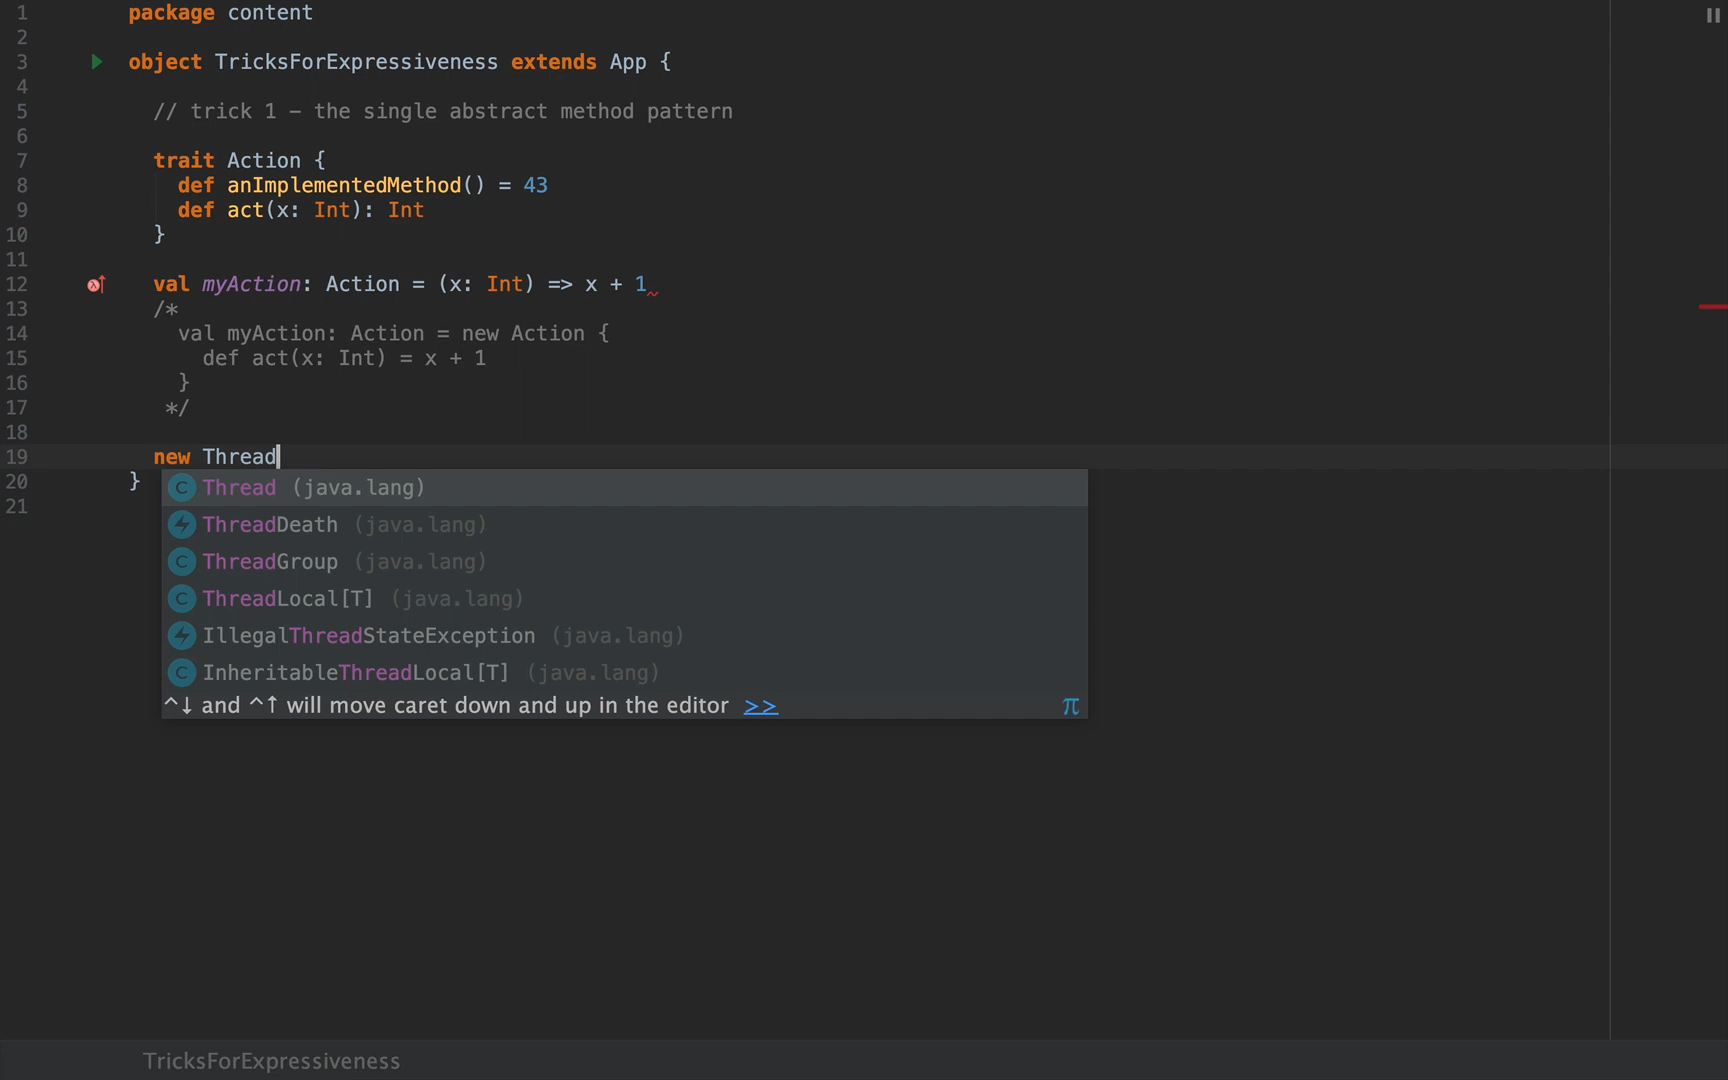 1 package content
2
3 object TricksForExpressiveness extends App {
4
5 // trick 1 – the single abstract method pattern
6
7 trait Action {
8 def anImplementedMethod() = 43
9 def act(x: Int): Int
10 }
11
12 val myAction: Action = (x: Int) => x + 1
13 /*
14 val myAction: Action = new Action {
15 def act(x: Int) = x + 1
16 }
17 */
18
19 new Thread
20 }
21
Thread (java.lang)
ThreadDeath (java.lang)
ThreadGroup (java.lang)
ThreadLocal[T] (java.lang)
IllegalThreadStateException (java.lang)
InheritableThreadLocal[T] (java.lang)
^↓ and ^↑ will move caret down and up in the editor >> π
TricksForExpressiveness